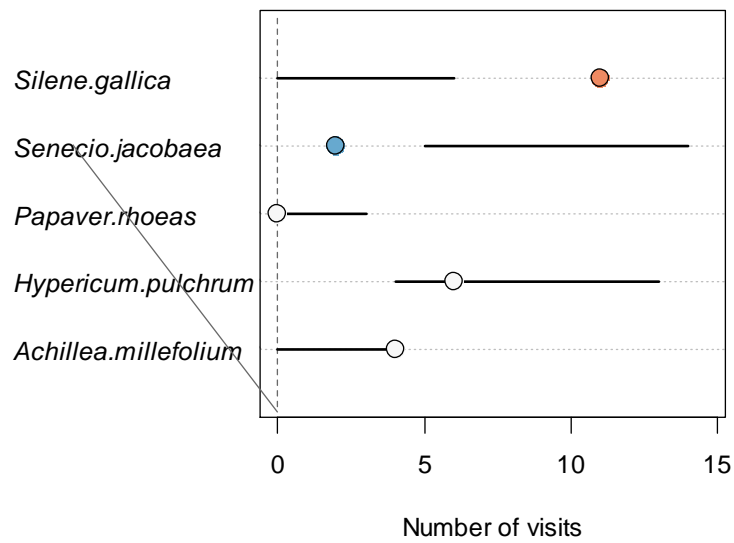 Silene.gallica
Senecio.jacobaea
Papaver.rhoeas
Hypericum.pulchrum
Achillea.millefolium
0 5 10 15
Number of visits